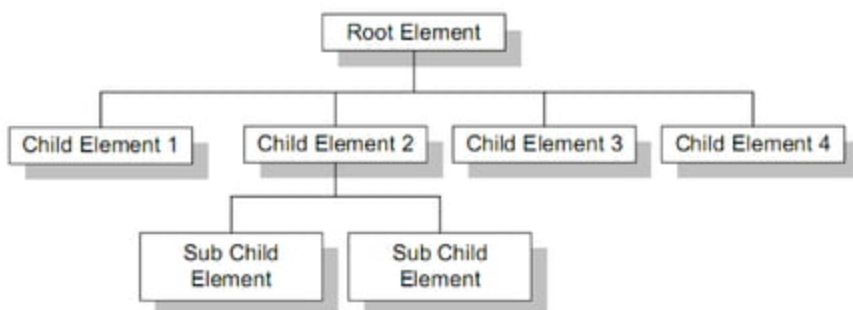 Root Element
Child Element 1
Child Element 2
Child Element 3
Child Element 4
Sub Child
Element
Sub Child
Element